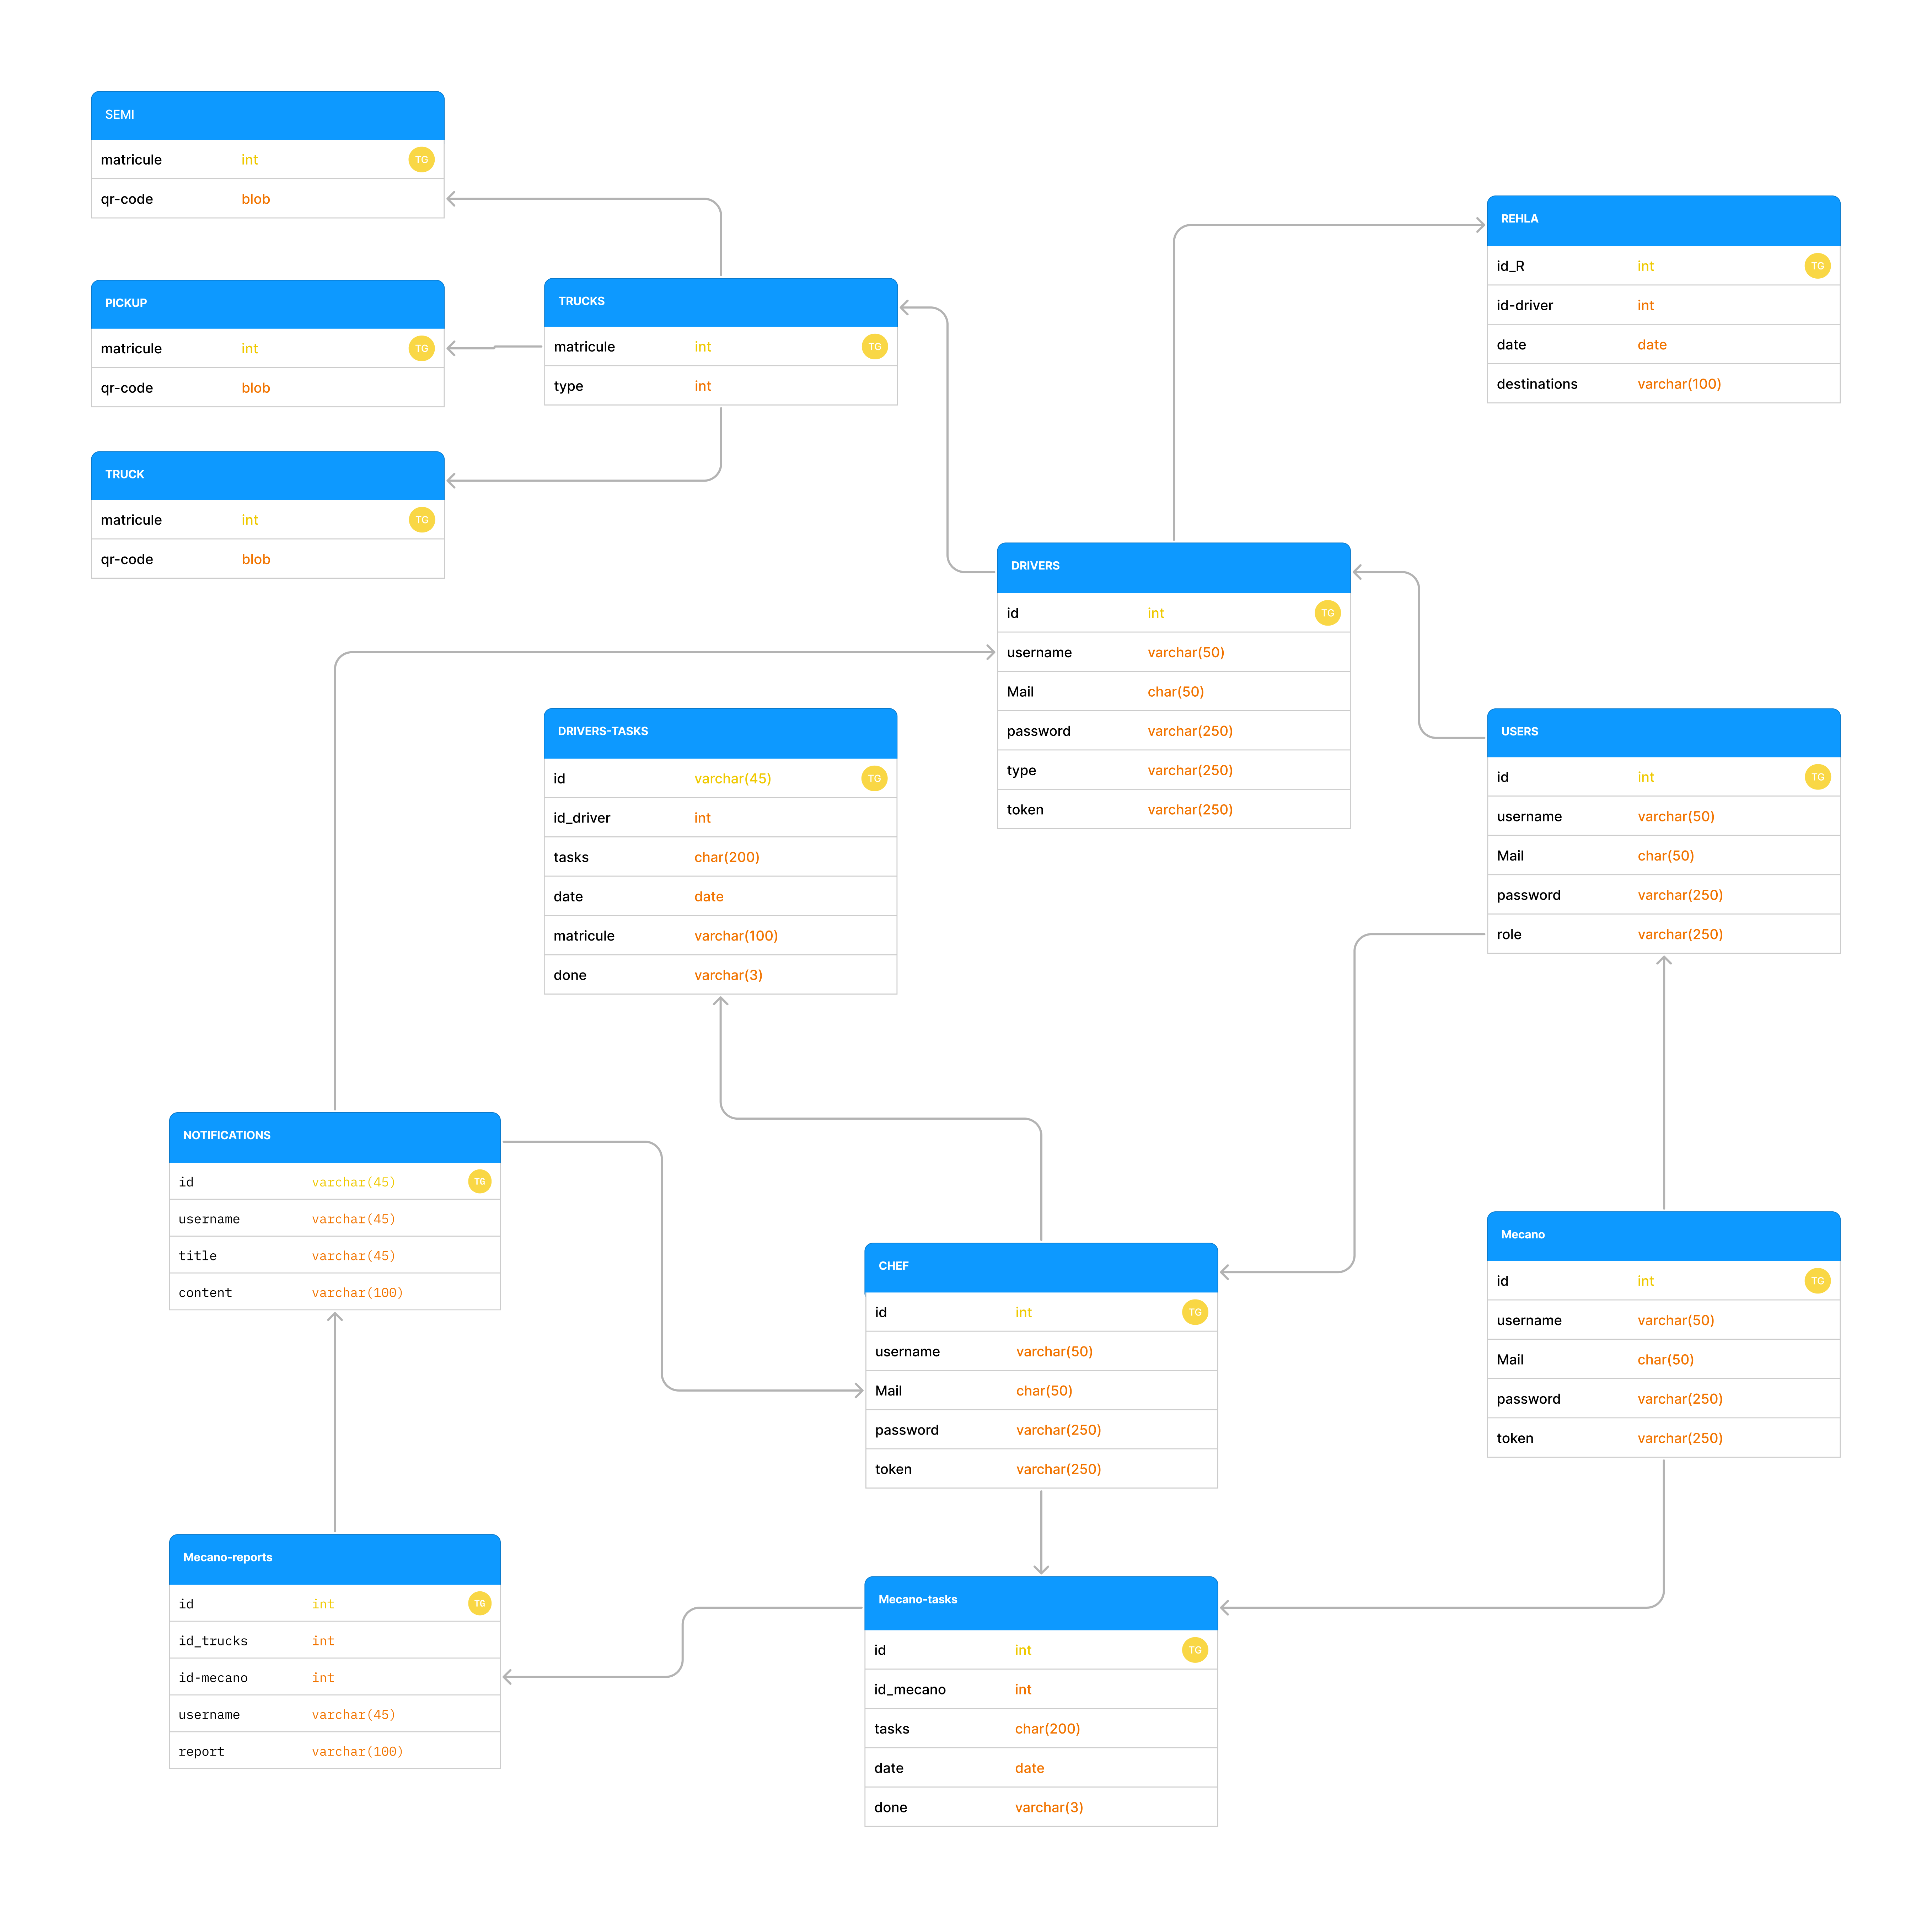 SEMI
matricule int TG
qr-code blob
PICKUP
matricule int TG
qr-code blob
TRUCK
matricule int TG
qr-code blob
TRUCKS
matricule int TG
type int
REHLA
id_R int TG
id-driver int
date date
destinations varchar(100)
DRIVERS
id int TG
username varchar(50)
Mail char(50)
password varchar(250)
type varchar(250)
token varchar(250)
DRIVERS-TASKS
id varchar(45) TG
id_driver int
tasks char(200)
date date
matricule varchar(100)
done varchar(3)
USERS
id int TG
username varchar(50)
Mail char(50)
password varchar(250)
role varchar(250)
NOTIFICATIONS
id varchar(45) TG
username varchar(45)
title varchar(45)
content varchar(100)
CHEF
id int TG
username varchar(50)
Mail char(50)
password varchar(250)
token varchar(250)
Mecano
id int TG
username varchar(50)
Mail char(50)
password varchar(250)
token varchar(250)
Mecano-reports
id int TG
id_trucks int
id-mecano int
username varchar(45)
report varchar(100)
Mecano-tasks
id int TG
id_mecano int
tasks char(200)
date date
done varchar(3)